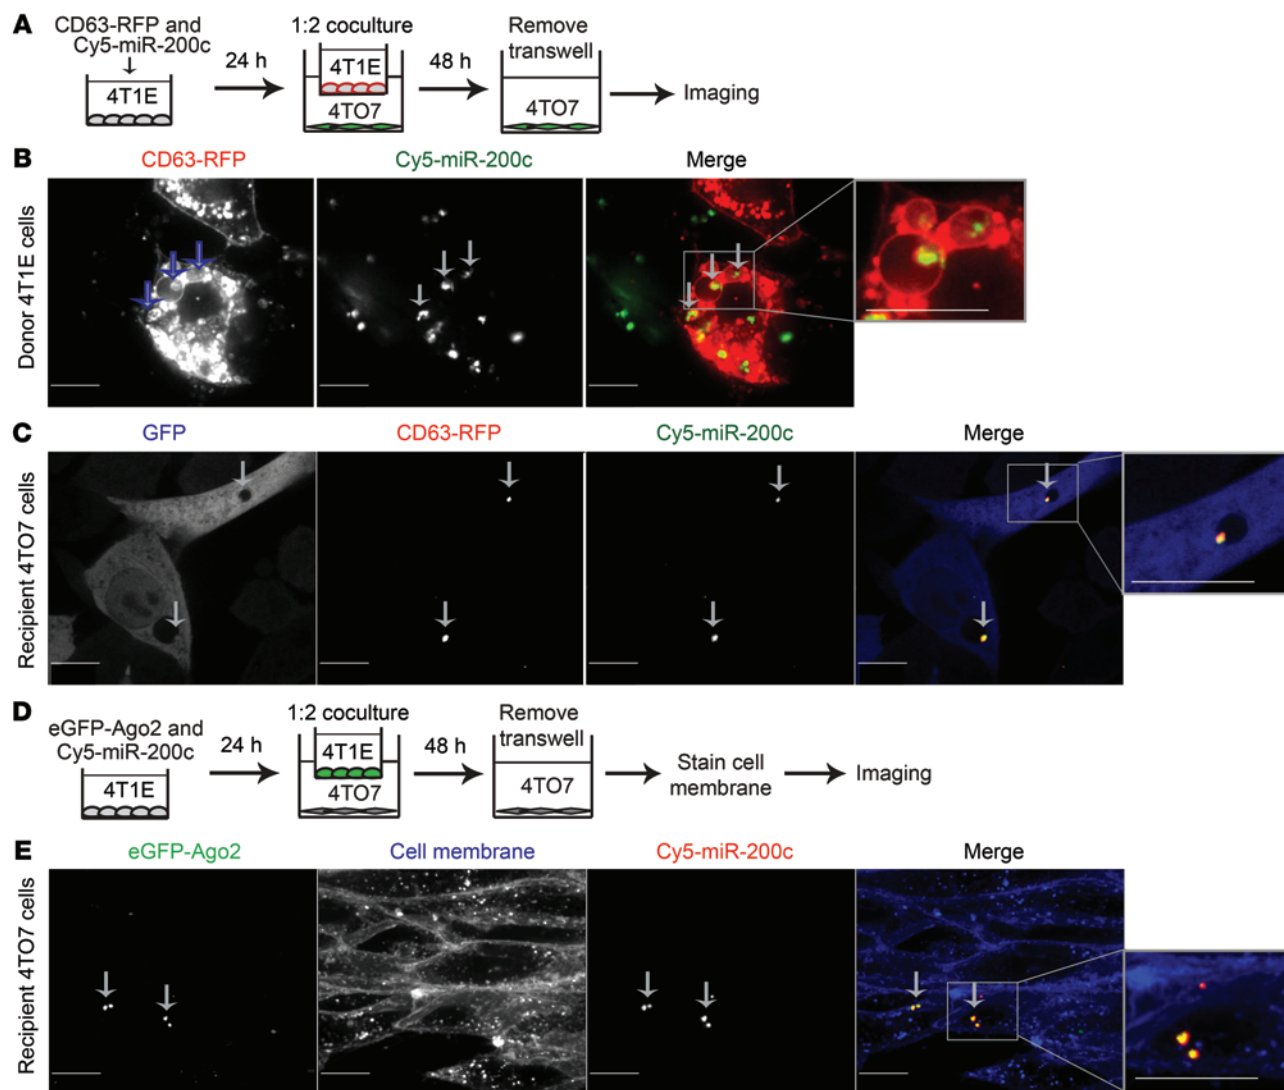 A
CD63-RFP and
Cy5-miR-200c
4T1E
24 h
1:2 coculture
4T1E
4TO7
48 h
Remove
transwell
4TO7
Imaging
B
CD63-RFP
Cy5-miR-200c
Merge
Donor 4T1E cells
C
GFP
CD63-RFP
Cy5-miR-200c
Merge
Recipient 4TO7 cells
D
eGFP-Ago2 and
Cy5-miR-200c
4T1E
24 h
1:2 coculture
4T1E
4TO7
48 h
Remove
transwell
4TO7
Stain cell
membrane
Imaging
E
eGFP-Ago2
Cell membrane
Cy5-miR-200c
Merge
Recipient 4TO7 cells